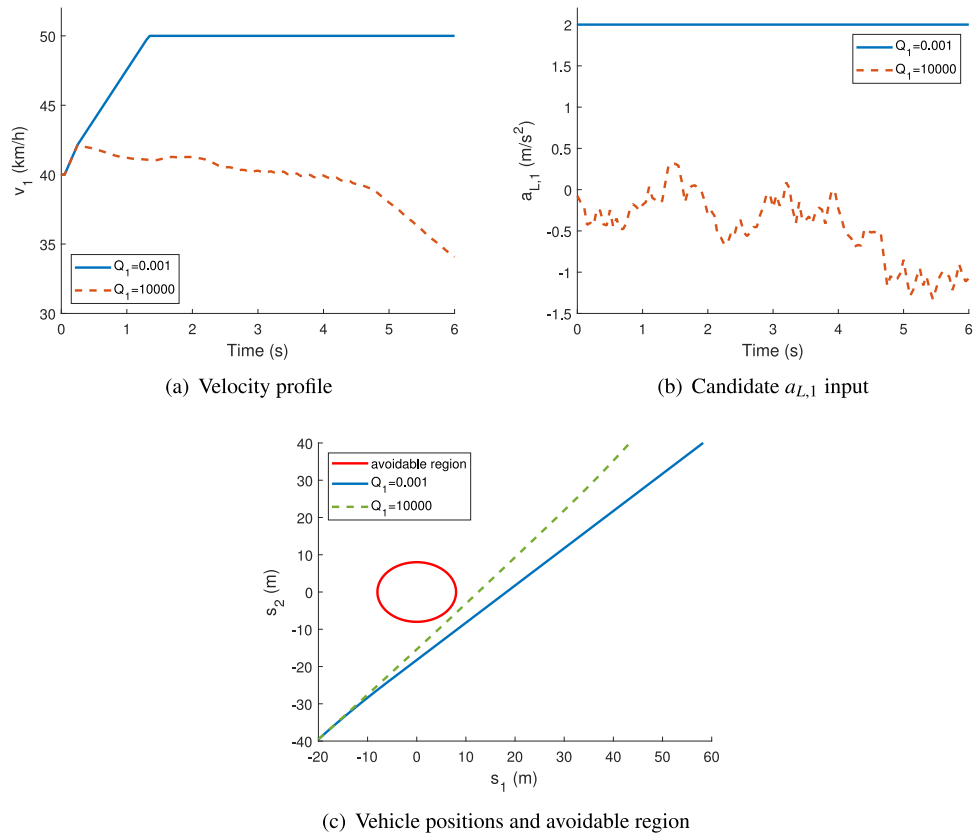 50
45
40
35
30
v₁ (km/h)
Q₁=0.001
Q₁=10000
0 1 2 3 4 5 6
Time (s)
(a) Velocity profile
2
1.5
1
0.5
0
-0.5
-1
-1.5
a_L,1 (m/s²)
Q₁=0.001
Q₁=10000
0 1 2 3 4 5 6
Time (s)
(b) Candidate a_L,1 input
40
30
20
10
0
-10
-20
-30
-40
s₂ (m)
avoidable region
Q₁=0.001
Q₁=10000
-20 -10 0 10 20 30 40 50 60
s₁ (m)
(c) Vehicle positions and avoidable region